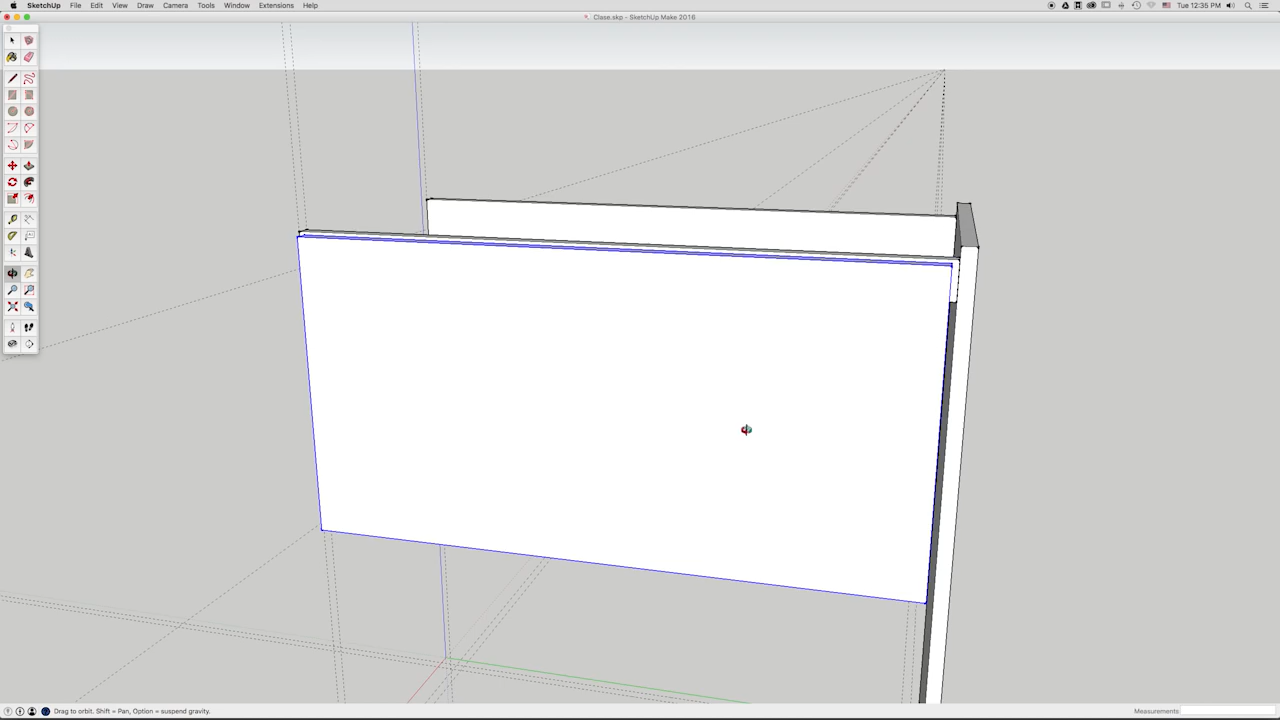 SketchUp File Edit View Draw Camera Tools Window Extensions Help
Tue 12:35 PM
Clase.skp - SketchUp Make 2016
Drag to orbit. Shift = Pan, Option = suspend gravity.
Measurements